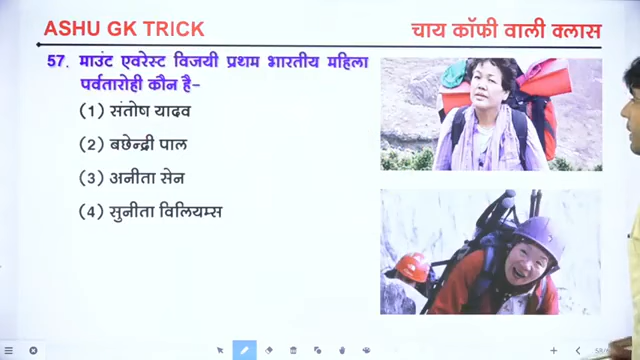 ASHU GK TRICK
चाय कॉफी वाली क्लास
57. माउंट एवरेस्ट विजयी प्रथम भारतीय महिला
पर्वतारोही कौन है–
(1) संतोष यादव
(2) बछेन्द्री पाल
(3) अनीता सेन
(4) सुनीता विलियम्स